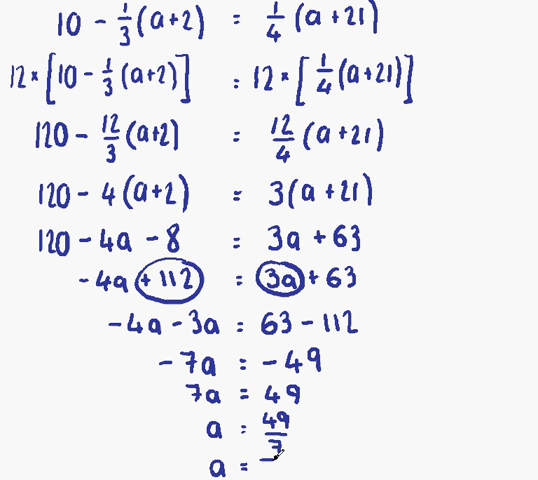 10 - 1/3 (a+2) = 1/4 (a+21)
12 × [10 - 1/3 (a+2)] = 12 × [1/4 (a+21)]
120 - 12/3 (a+2) = 12/4 (a+21)
120 - 4 (a+2) = 3(a+21)
120 - 4a - 8 = 3a + 63
-4a + 112 = 3a + 63
-4a - 3a = 63 - 112
-7a = -49
7a = 49
a = 49/7
a =